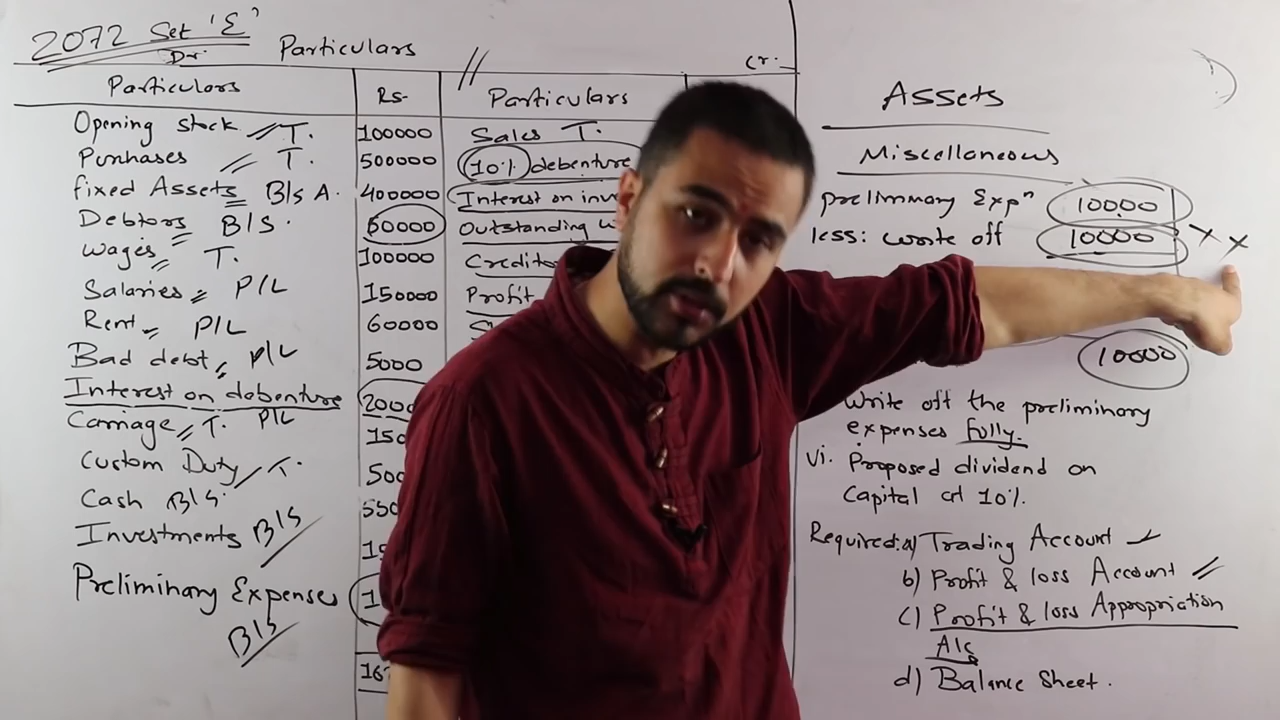 2072 Set 'E'
Dr.
Particulars
Cr.
Particulars Rs. Particulars
Opening stock T. 100000 Sales T.
Purchases T. 500000 10% debenture
fixed Assets B/s A. 400000 Interest on
Debtors B/S. 60000 Outstanding
Wages T. 100000
Salaries P/L 150000 Profit
Rent P/L 60000
Bad debt P/L 5000
Interest on debenture
P/L
Carriage T.
Custom Duty T.
Cash B/S.
Investments B/S
Preliminary Expenses
B/S
Assets
Miscellaneous
preliminary Expn 10000
less: write off 10000 x x
10000
Write off the preliminary
expenses Fully.
vi. Proposed dividend on
Capital at 10%.
Required: a) Trading Account
b) Profit & loss Account
c) Profit & loss Appropriation
A/c
d) Balance Sheet.